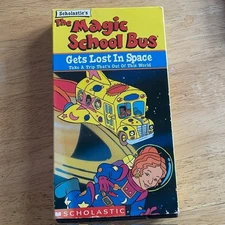 Scholastic's
The Magic
School Bus
Gets Lost In Space
Take A Trip That's Out Of This World
SCHOLASTIC